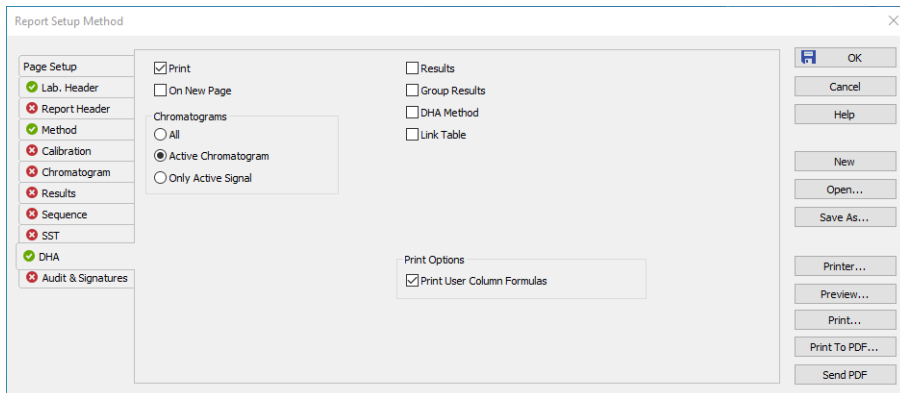 Report Setup Method
Page Setup
Lab. Header
Report Header
Method
Calibration
Chromatogram
Results
Sequence
SST
DHA
Audit & Signatures
Print
On New Page
Chromatograms
All
Active Chromatogram
Only Active Signal
Results
Group Results
DHA Method
Link Table
Print Options
Print User Column Formulas
OK
Cancel
Help
New
Open...
Save As...
Printer...
Preview...
Print...
Print To PDF...
Send PDF